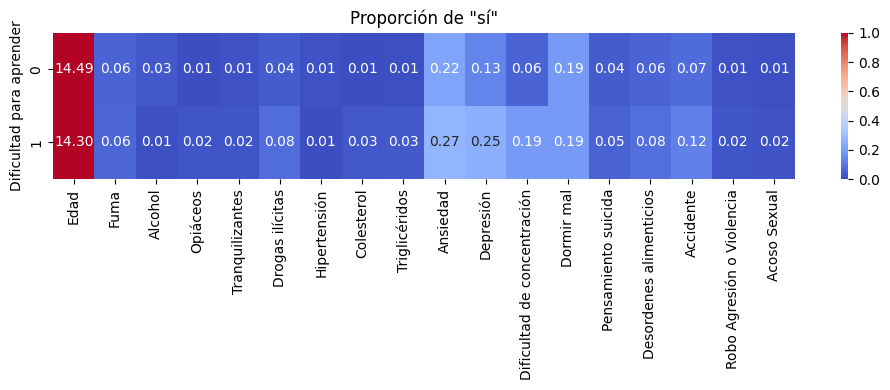 Proporción de "sí"
Dificultad para aprender
0
14.49 0.06 0.03 0.01 0.01 0.04 0.01 0.01 0.01 0.22 0.13 0.06 0.19 0.04 0.06 0.07 0.01 0.01
1
14.30 0.06 0.01 0.02 0.02 0.08 0.01 0.03 0.03 0.27 0.25 0.19 0.19 0.05 0.08 0.12 0.02 0.02
Edad
Fuma
Alcohol
Opiáceos
Tranquilizantes
Drogas ilícitas
Hipertensión
Colesterol
Triglicéridos
Ansiedad
Depresión
Dificultad de concentración
Dormir mal
Pensamiento suicida
Desordenes alimenticios
Accidente
Robo Agresión o Violencia
Acoso Sexual
1.0
0.8
0.6
0.4
0.2
0.0